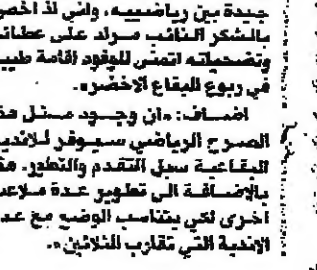 جيدة بين رياضييه، وانني اذ اخص
بالشكر النائب مراد على عطاءاته
وتضحياته اتمنى للوفود اقامة طيبة
في ربوع البقاع الاخضر».
اضاف: «ان وجود مثل هذا
الصرح الرياضي سيوفر للاندية
البقاعية سبل التقدم والتطور. هذا
بالاضافة الى تطوير عدة ملاعب
اخرى لكي يتناسب الوضع مع عدد
الاندية التي تقارب الثلاثين».